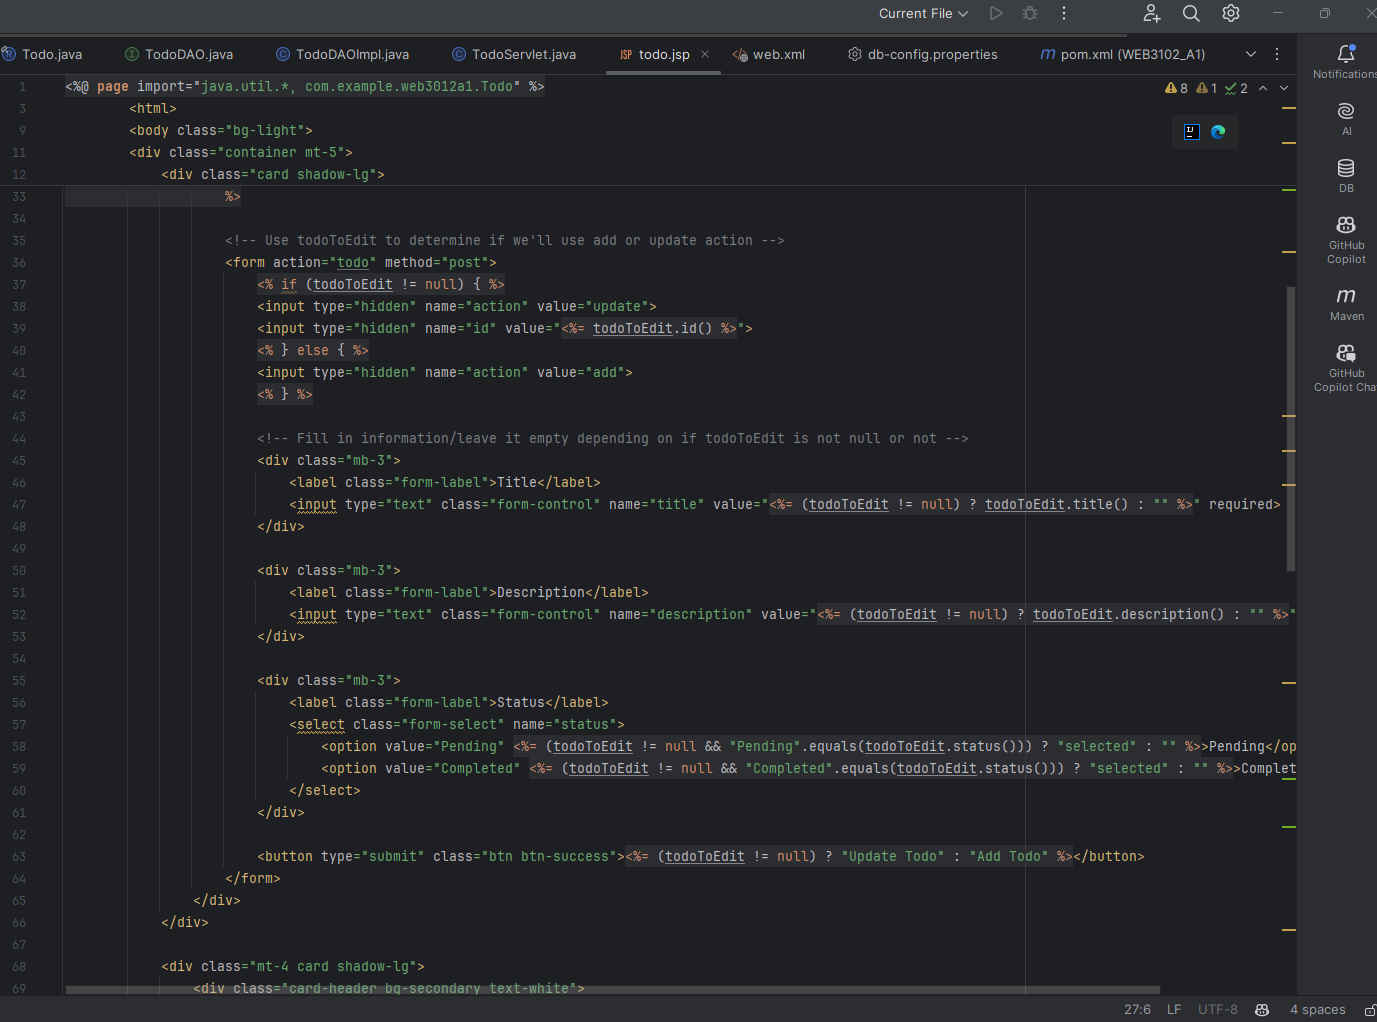 Current File
Todo.java TodoDAO.java TodoDAOImpl.java TodoServlet.java JSP todo.jsp web.xml db-config.properties m pom.xml (WEB3102_A1)
Notifications
AI
DB
GitHub Copilot
m
Maven
GitHub
Copilot Cha
8 1 2
1 <%@ page import="java.util.*, com.example.web3012a1.Todo" %>
3 <html>
9 <body class="bg-light">
11 <div class="container mt-5">
12 <div class="card shadow-lg">
33 %>
34
35 <!-- Use todoToEdit to determine if we'll use add or update action -->
36 <form action="todo" method="post">
37 <% if (todoToEdit != null) { %>
38 <input type="hidden" name="action" value="update">
39 <input type="hidden" name="id" value="<%= todoToEdit.id() %>">
40 <% } else { %>
41 <input type="hidden" name="action" value="add">
42 <% } %>
43
44 <!-- Fill in information/leave it empty depending on if todoToEdit is not null or not -->
45 <div class="mb-3">
46 <label class="form-label">Title</label>
47 <input type="text" class="form-control" name="title" value="<%= (todoToEdit != null) ? todoToEdit.title() : "" %>" required>
48 </div>
49
50 <div class="mb-3">
51 <label class="form-label">Description</label>
52 <input type="text" class="form-control" name="description" value="<%= (todoToEdit != null) ? todoToEdit.description() : "" %>"
53 </div>
54
55 <div class="mb-3">
56 <label class="form-label">Status</label>
57 <select class="form-select" name="status">
58 <option value="Pending" <%= (todoToEdit != null && "Pending".equals(todoToEdit.status())) ? "selected" : "" %>>Pending</op
59 <option value="Completed" <%= (todoToEdit != null && "Completed".equals(todoToEdit.status())) ? "selected" : "" %>>Complet
60 </select>
61 </div>
62
63 <button type="submit" class="btn btn-success"><%= (todoToEdit != null) ? "Update Todo" : "Add Todo" %></button>
64 </form>
65 </div>
66 </div>
67
68 <div class="mt-4 card shadow-lg">
69 <div class="card-header bg-secondary text-white">
27:6 LF UTF-8 4 spaces